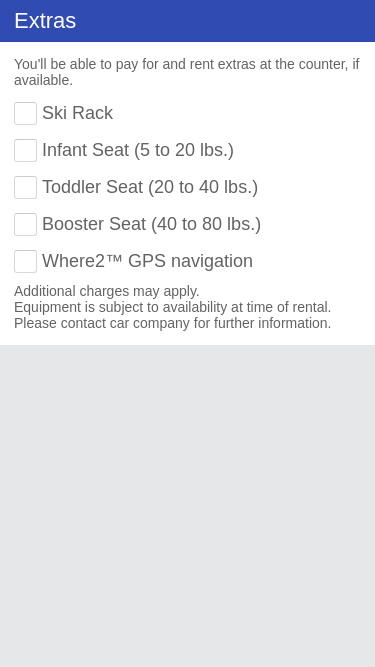 Extras
You'll be able to pay for and rent extras at the counter, if
available.
Ski Rack
Infant Seat (5 to 20 lbs.)
Toddler Seat (20 to 40 lbs.)
Booster Seat (40 to 80 lbs.)
Where2™ GPS navigation
Additional charges may apply.
Equipment is subject to availability at time of rental.
Please contact car company for further information.